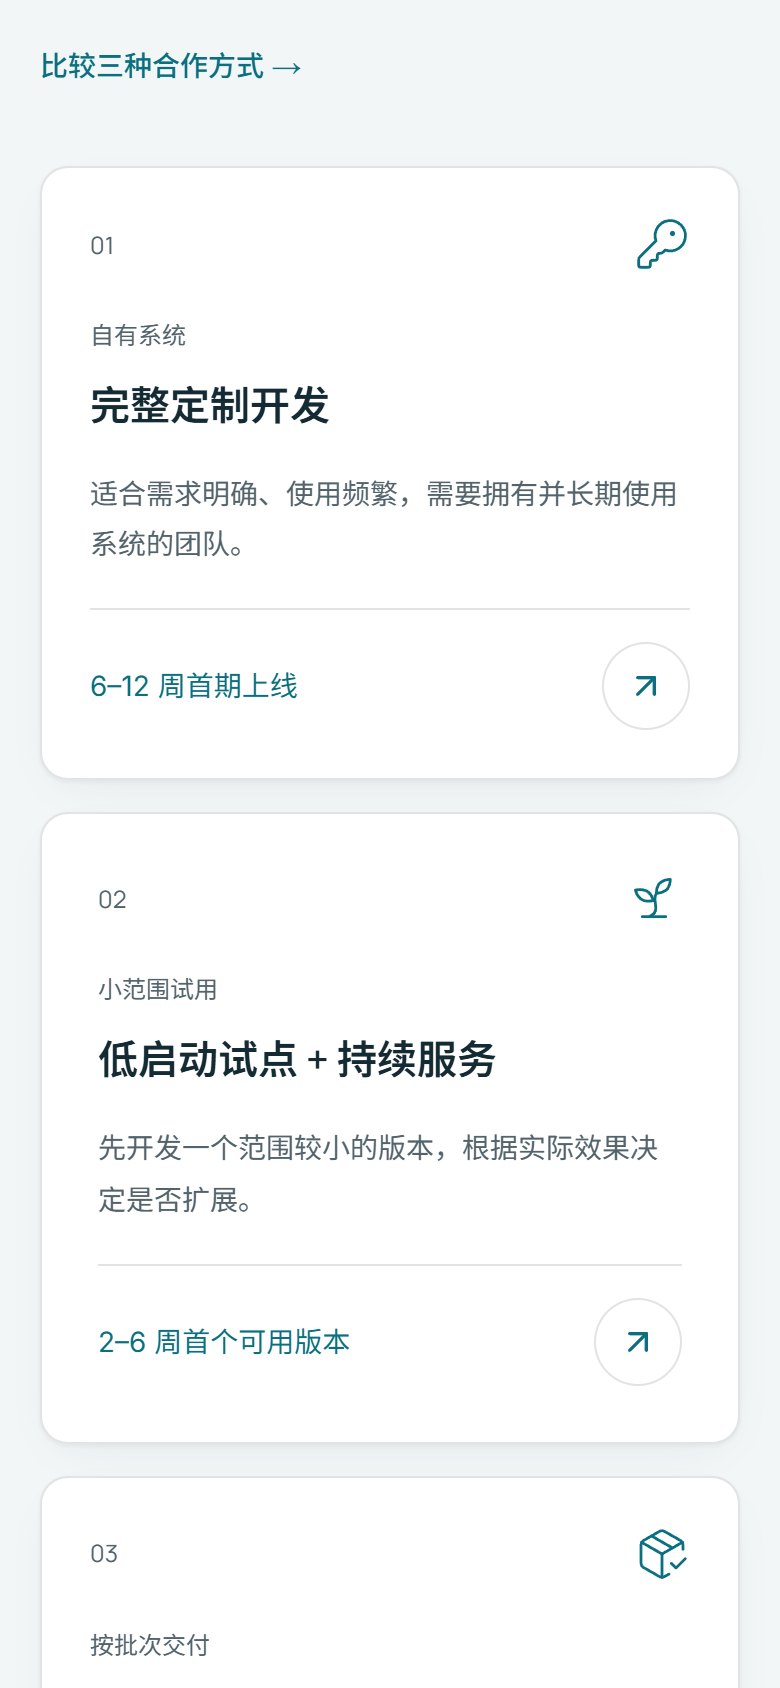 比较三种合作方式 →
01
自有系统
完整定制开发
适合需求明确、使用频繁，需要拥有并长期使用
系统的团队。
6–12 周首期上线
02
小范围试用
低启动试点 + 持续服务
先开发一个范围较小的版本，根据实际效果决
定是否扩展。
2–6 周首个可用版本
03
按批次交付